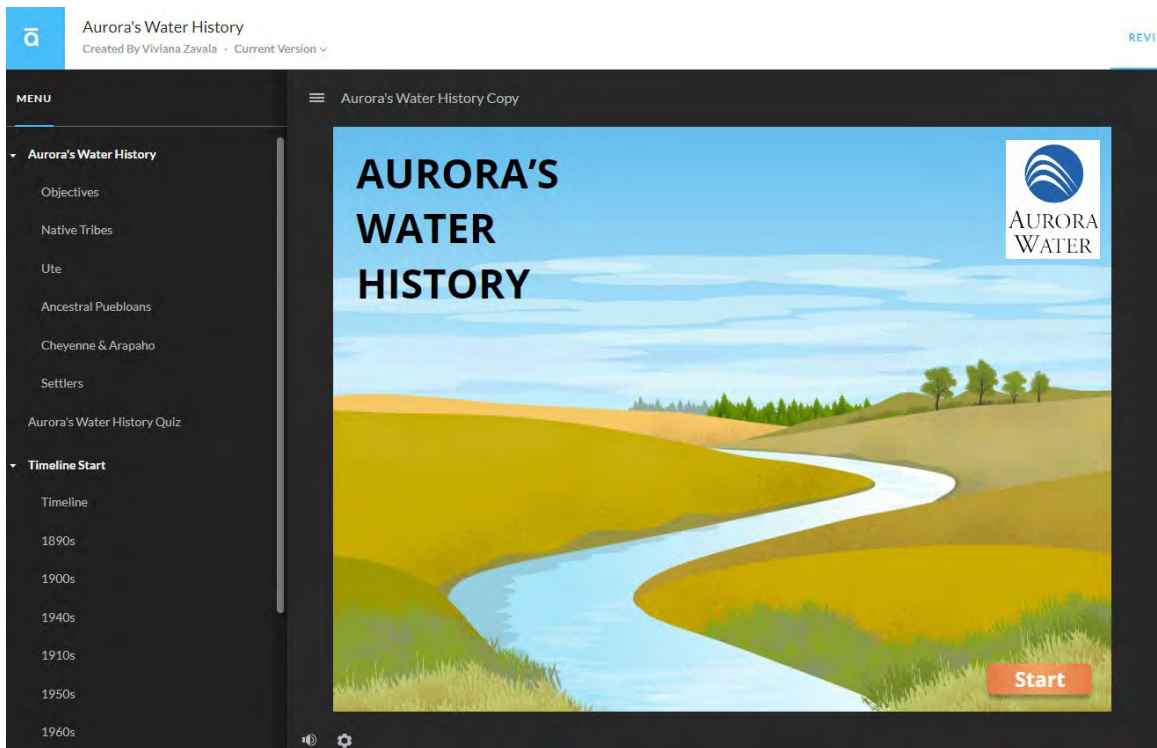 ā
Aurora's Water History
Created By Viviana Zavala · Current Version
MENU
Aurora's Water History
Objectives
Native Tribes
Ute
Ancestral Puebloans
Cheyenne & Arapaho
Settlers
Aurora's Water History Quiz
Timeline Start
Timeline
1890s
1900s
1940s
1910s
1950s
1960s
Aurora's Water History Copy
AURORA'S
WATER
HISTORY
AURORA
WATER
Start